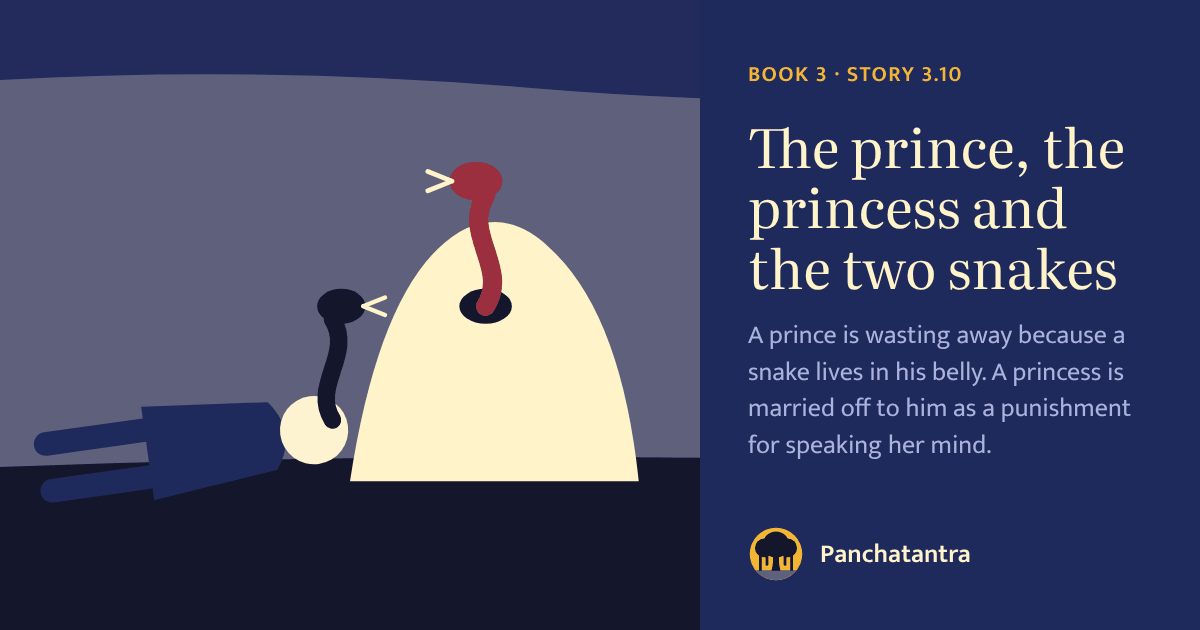 BOOK 3 · STORY 3.10
The prince, the
princess and
the two snakes
A prince is wasting away because a
snake lives in his belly. A princess is
married off to him as a punishment
for speaking her mind.
Panchatantra